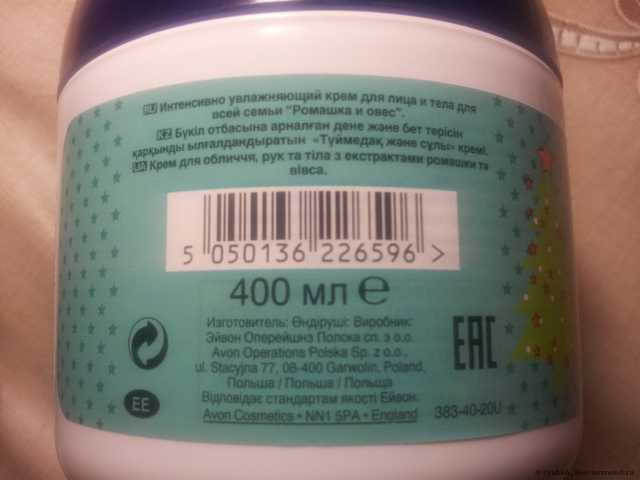 RU Интенсивно увлажняющий крем для лица и тела для
всей семьи "Ромашка и овес".
KZ Бүкіл отбасына арналған дене және бет терісін
қарқынды ылғалдандыратын «Түймедақ және сұлы» кремі.
UA Крем для обличчя, рук та тіла з екстрактами ромашки та
вівса.
5 050136 226596 >
400 мл e
Изготовитель: Өндіруші: Виробник:
Эйвон Оперейшнз Полска сп. з о.о.
Avon Operations Polska Sp. z o.o.,
ul. Stacyjna 77, 08-400 Garwolin, Poland,
Польша / Польша / Польща
Відповідає стандартам якості Ейвон.
Avon Cosmetics • NN1 5PA • England
EE
EAC
383-40-20U